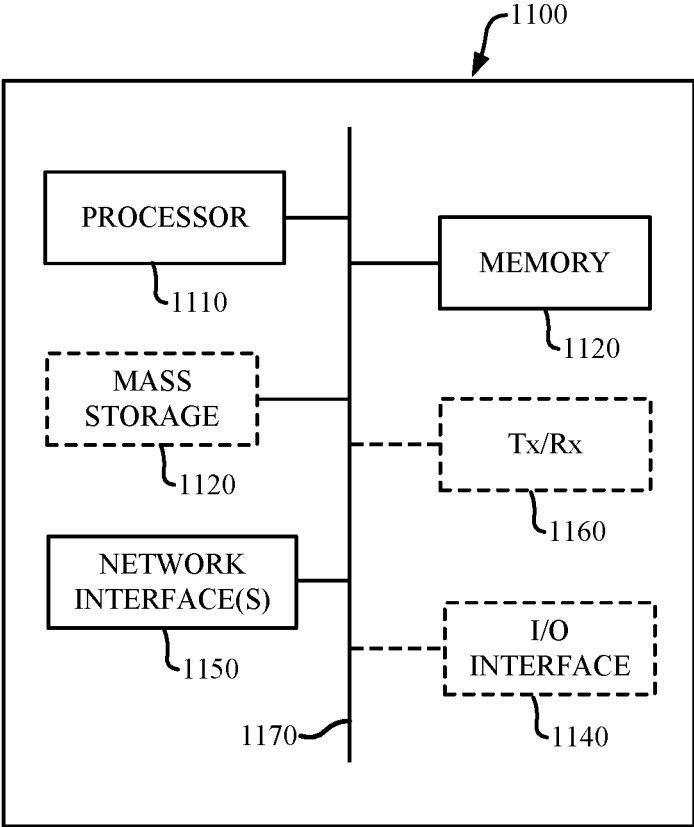 1100
PROCESSOR
1110
MEMORY
1120
MASS
STORAGE
1120
Tx/Rx
1160
NETWORK
INTERFACE(S)
1150
I/O
INTERFACE
1140
1170